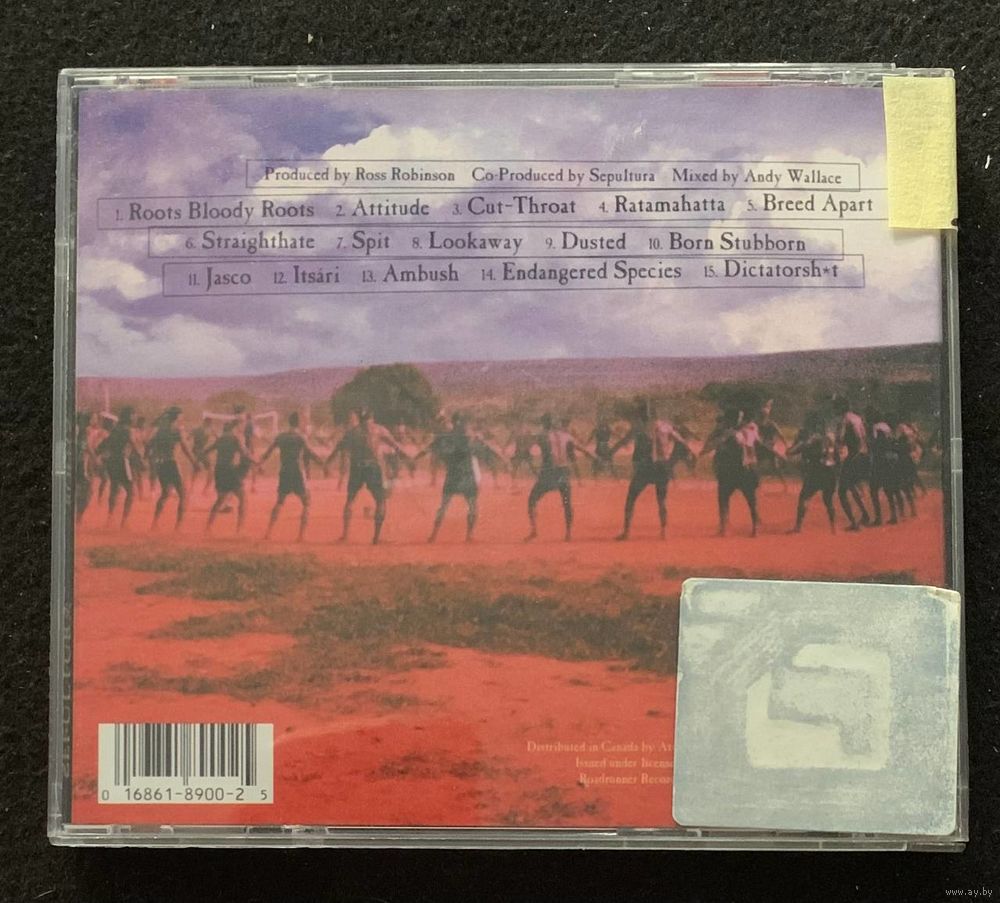 Produced by Ross Robinson Co-Produced by Sepultura Mixed by Andy Wallace
1. Roots Bloody Roots 2. Attitude 3. Cut-Throat 4. Ratamahatta 5. Breed Apart
6. Straighthate 7. Spit 8. Lookaway 9. Dusted 10. Born Stubborn
11. Jasco 12. Itsári 13. Ambush 14. Endangered Species 15. Dictatorsh*t
Distributed in Canada by
Issued under
Roadrunner
0 16861-8900-2 5
www.ay.by